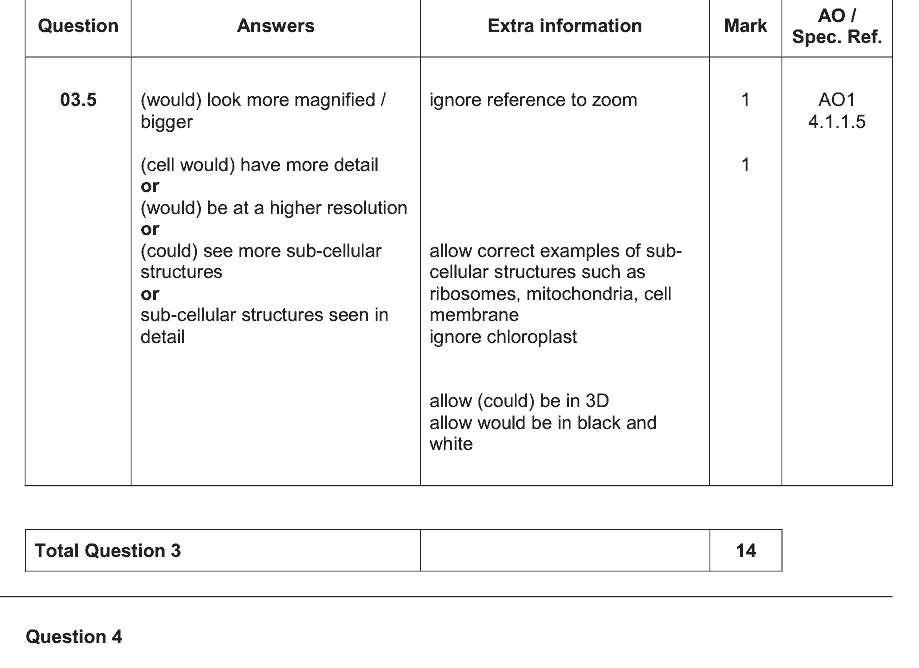 Question Answers Extra information Mark AO /
Spec. Ref.
03.5 (would) look more magnified / ignore reference to zoom 1 AO1
bigger 4.1.1.5
(cell would) have more detail 1
or
(would) be at a higher resolution
or
(could) see more sub-cellular allow correct examples of sub-
structures cellular structures such as
or ribosomes, mitochondria, cell
sub-cellular structures seen in membrane
detail ignore chloroplast
allow (could) be in 3D
allow would be in black and
white
Total Question 3 14
Question 4